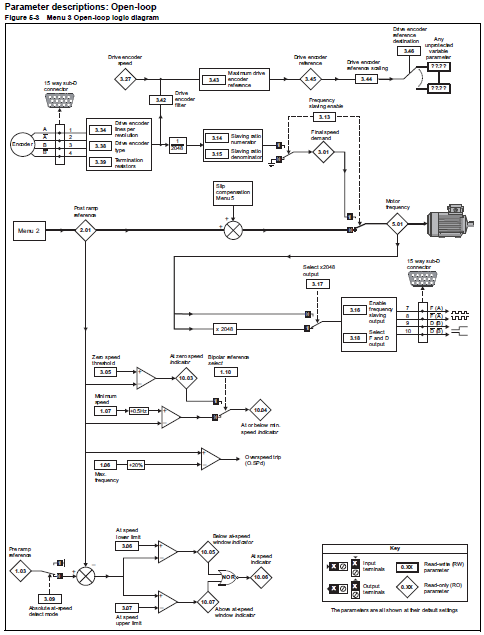 Parameter descriptions: Open-loop
Figure 5-3 Menu 3 Open-loop logic diagram
Drive encoder
speed
3.27
3.42
Drive
encoder
filter
3.43
Maximum drive
encoder
reference
Drive encoder
reference
3.45
Drive encoder
reference scaling
3.44
Drive encoder
reference
destination
3.46
Any
unprotected
variable
parameter
??.??
??.??
15 way sub-D
connector
Encoder
A
A
B
B
1
2
3
4
3.34
Drive encoder
lines per
revolution
3.38
Drive encoder
type
3.39
Termination
resistors
1
2048
3.14
Slaving ratio
numerator
3.15
Slaving ratio
denominator
Frequency
slaving enable
3.13
Final speed
demand
3.01
Slip
compensation
Menu 5
Menu 2
Post ramp
reference
2.01
Motor
frequency
5.01
Select x2048
output
3.17
x 2048
3.16
Enable
frequency
slaving
output
3.18
Select
F and D
output
15 way sub-D
connector
7
8
9
10
F (A)
F (A)
D (B)
D (B)
Zero speed
threshold
3.05
At zero speed
indicator
10.03
Bipolar reference
select
1.10
Minimum
speed
1.07
+0.5Hz
10.04
At or below min.
speed indicator
1.06
+20%
Max.
frequency
Overspeed trip
(O.SPd)
At speed
lower limit
3.06
Below at-speed
window indicator
10.05
NOR
At speed
indicator
10.06
10.07
Above at-speed
window indicator
3.07
At speed
upper limit
Pre ramp
reference
1.03
3.09
Absolute at-speed
detect mode
Key
Input
terminals
Output
terminals
0.XX
Read-write (RW)
parameter
0.XX
Read-only (RO)
parameter
The parameters are all shown at their default settings